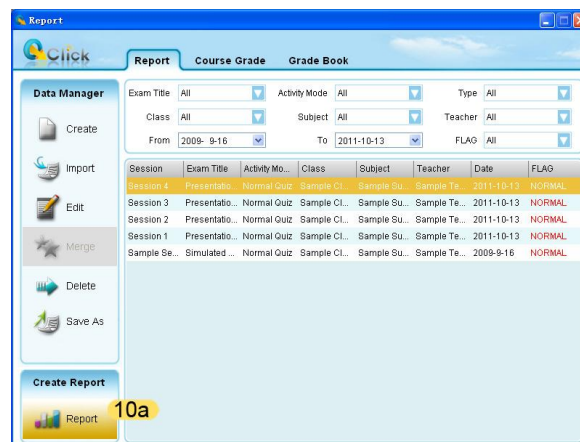 Report
QClick
Report Course Grade Grade Book
Data Manager
Create
Import
Edit
Merge
Delete
Save As
Create Report
Report
10a
Exam Title All Activity Mode All Type All
Class All Subject All Teacher All
From 2009- 9-16 To 2011-10-13 FLAG All
Session Exam Title Activity Mo... Class Subject Teacher Date FLAG
Session 4 Presentatio... Normal Quiz Sample Cl... Sample Su... Sample Te... 2011-10-13 NORMAL
Session 3 Presentatio... Normal Quiz Sample Cl... Sample Su... Sample Te... 2011-10-13 NORMAL
Session 2 Presentatio... Normal Quiz Sample Cl... Sample Su... Sample Te... 2011-10-13 NORMAL
Session 1 Presentatio... Normal Quiz Sample Cl... Sample Su... Sample Te... 2011-10-13 NORMAL
Sample Se... Simulated ... Normal Quiz Sample Cl... Sample Su... Sample Te... 2009-9-16 NORMAL